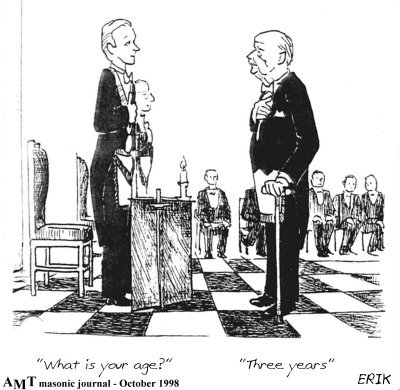 "What is your age?" "Three years"
AMT masonic journal - October 1998 ERIK